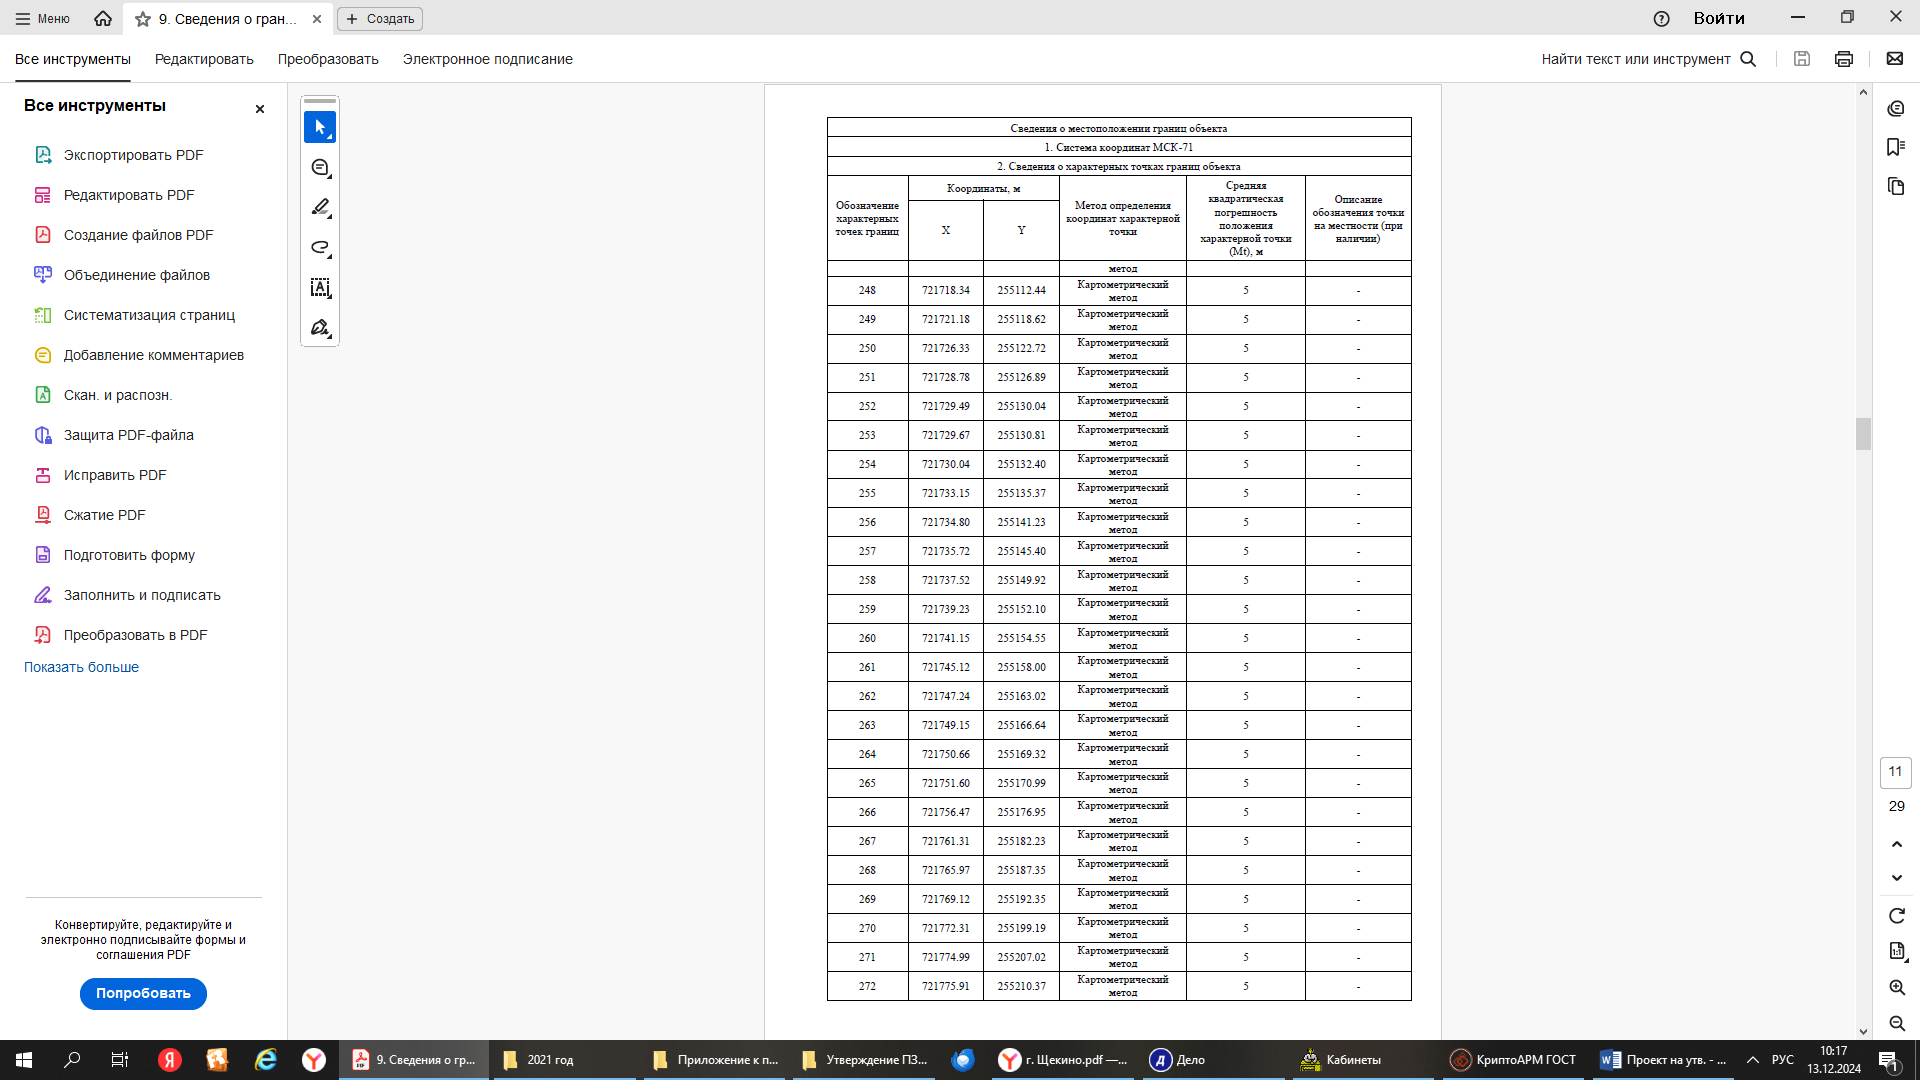 Меню
9. Сведения о гран...
Создать
Войти
Все инструменты
Редактировать
Преобразовать
Электронное подписание
Найти текст или инструмент
Все инструменты
Экспортировать PDF
Редактировать PDF
Создание файлов PDF
Объединение файлов
Систематизация страниц
Добавление комментариев
Скан. и распозн.
Защита PDF-файла
Исправить PDF
Сжатие PDF
Подготовить форму
Заполнить и подписать
Преобразовать в PDF
Показать больше
Конвертируйте, редактируйте и
электронно подписывайте формы и
соглашения PDF
Попробовать
Сведения о местоположении границ объекта
1. Система координат МСК-71
2. Сведения о характерных точках границ объекта
Обозначение характерных точек границ
Координаты, м
X
Y
Метод определения координат характерной точки
Средняя квадратическая погрешность положения характерной точки (Mt), м
Описание обозначения точки на местности (при наличии)
метод
248 721718.34 255112.44 Картометрический метод 5 -
249 721721.18 255118.62 Картометрический метод 5 -
250 721726.33 255122.72 Картометрический метод 5 -
251 721728.78 255126.89 Картометрический метод 5 -
252 721729.49 255130.04 Картометрический метод 5 -
253 721729.67 255130.81 Картометрический метод 5 -
254 721730.04 255132.40 Картометрический метод 5 -
255 721733.15 255135.37 Картометрический метод 5 -
256 721734.80 255141.23 Картометрический метод 5 -
257 721735.72 255145.40 Картометрический метод 5 -
258 721737.52 255149.92 Картометрический метод 5 -
259 721739.23 255152.10 Картометрический метод 5 -
260 721741.15 255154.55 Картометрический метод 5 -
261 721745.12 255158.00 Картометрический метод 5 -
262 721747.24 255163.02 Картометрический метод 5 -
263 721749.15 255166.64 Картометрический метод 5 -
264 721750.66 255169.32 Картометрический метод 5 -
265 721751.60 255170.99 Картометрический метод 5 -
266 721756.47 255176.95 Картометрический метод 5 -
267 721761.31 255182.23 Картометрический метод 5 -
268 721765.97 255187.35 Картометрический метод 5 -
269 721769.12 255192.35 Картометрический метод 5 -
270 721772.31 255199.19 Картометрический метод 5 -
271 721774.99 255207.02 Картометрический метод 5 -
272 721775.91 255210.37 Картометрический метод 5 -
11
29
9. Сведения о гр...
2021 год
Приложение к п...
Утверждение ПЗ...
г. Щекино.pdf —...
Дело
Кабинеты
КриптоАРМ ГОСТ
Проект на утв. - ...
РУС
10:17
13.12.2024
1